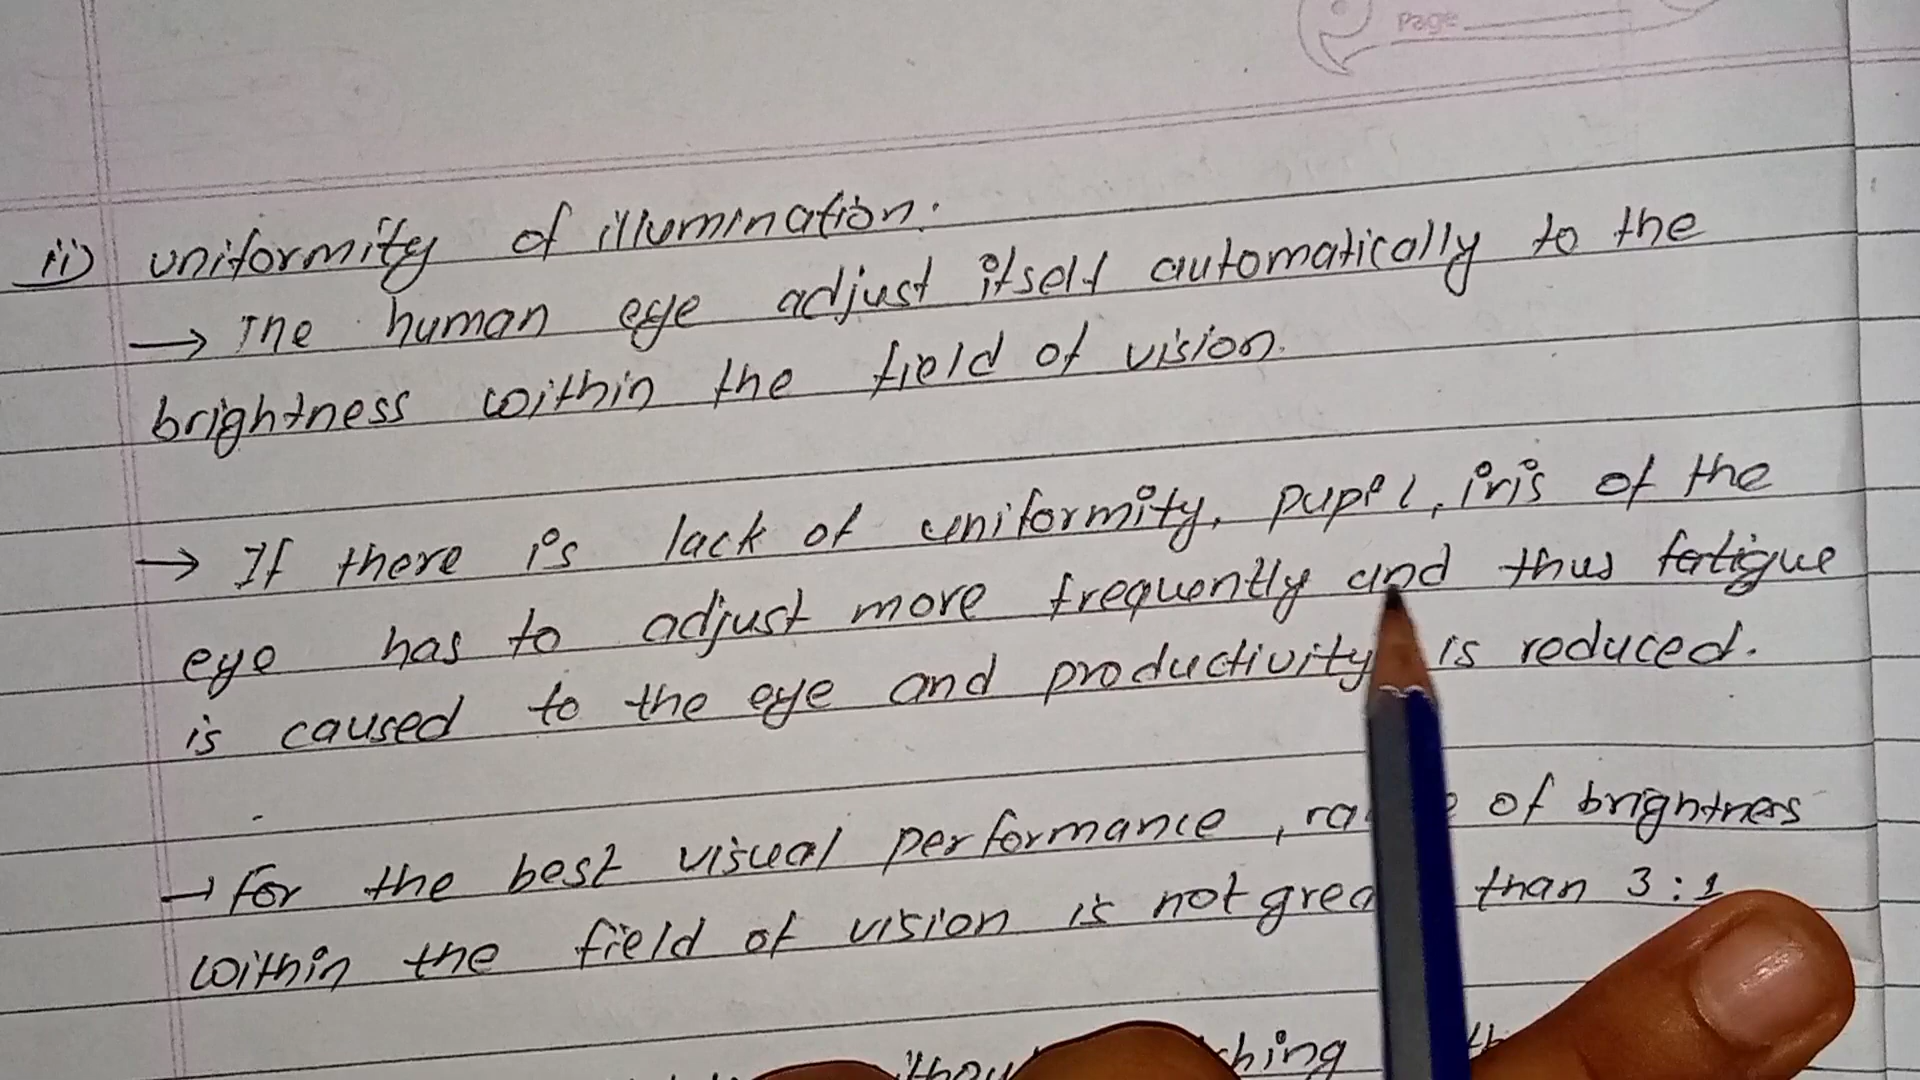 Page
ii) uniformity of illumination.
→ The human eye adjust itself automatically to the
brightness within the field of vision.
→ If there is lack of uniformity, pupil, iris of the
eye has to adjust more frequently and thus fatigue
is caused to the eye and productivity is reduced.
→ for the best visual performance, of brightness
within the field of vision is not than 3:1